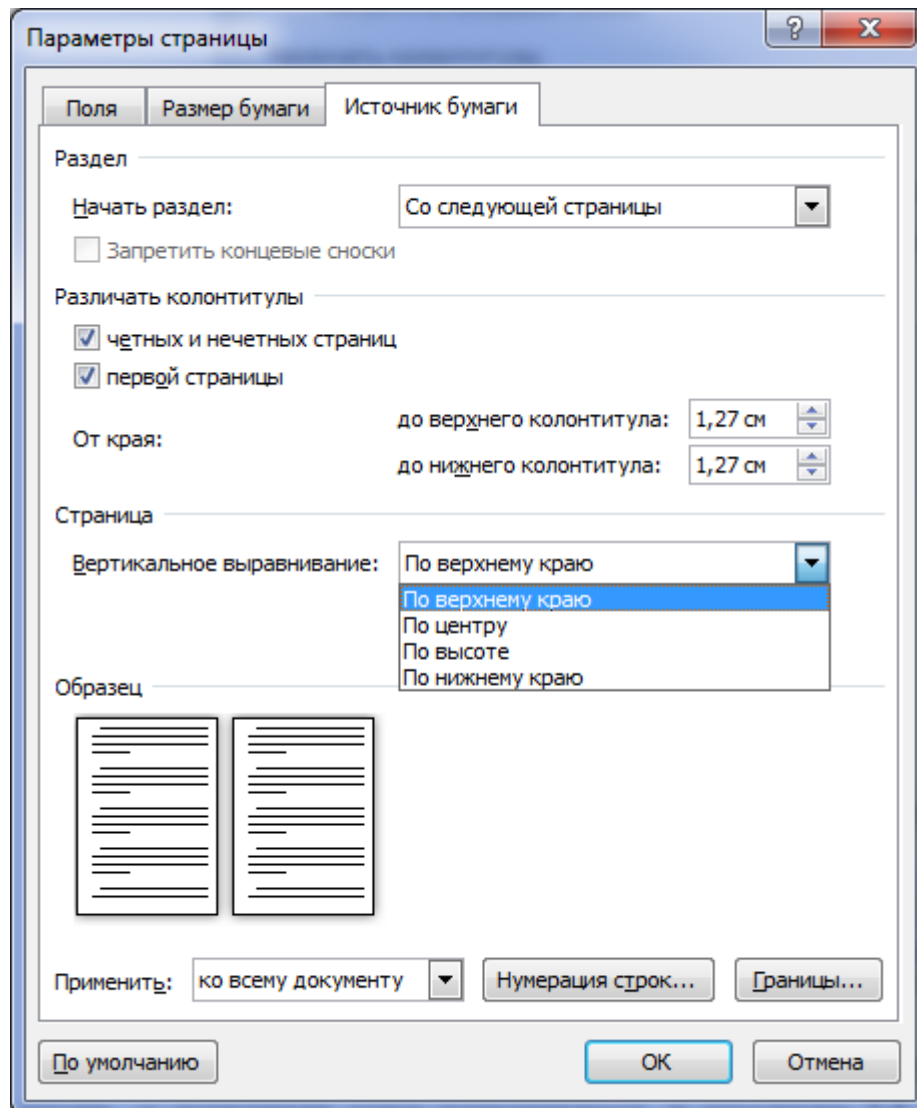 Параметры страницы
Поля Размер бумаги Источник бумаги
Раздел
Начать раздел: Со следующей страницы
Запретить концевые сноски
Различать колонтитулы
четных и нечетных страниц
первой страницы
От края:
до верхнего колонтитула: 1,27 см
до нижнего колонтитула: 1,27 см
Страница
Вертикальное выравнивание: По верхнему краю
По верхнему краю
По центру
По высоте
По нижнему краю
Образец
Применить: ко всему документу Нумерация строк... Границы...
По умолчанию ОК Отмена